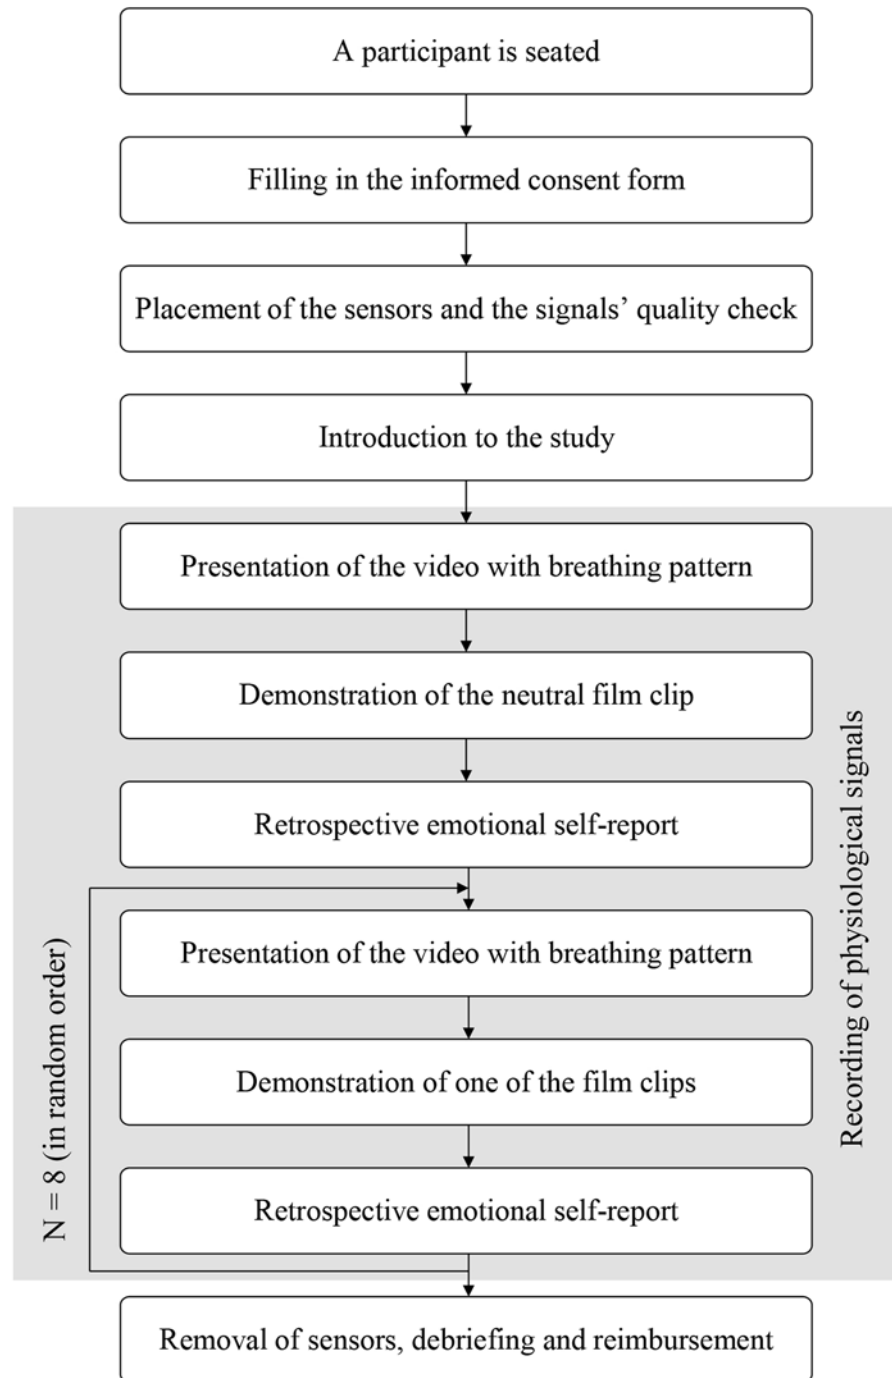 A participant is seated
Filling in the informed consent form
Placement of the sensors and the signals’ quality check
Introduction to the study
Presentation of the video with breathing pattern
Demonstration of the neutral film clip
Retrospective emotional self-report
Presentation of the video with breathing pattern
Demonstration of one of the film clips
Retrospective emotional self-report
N = 8 (in random order)
Recording of physiological signals
Removal of sensors, debriefing and reimbursement